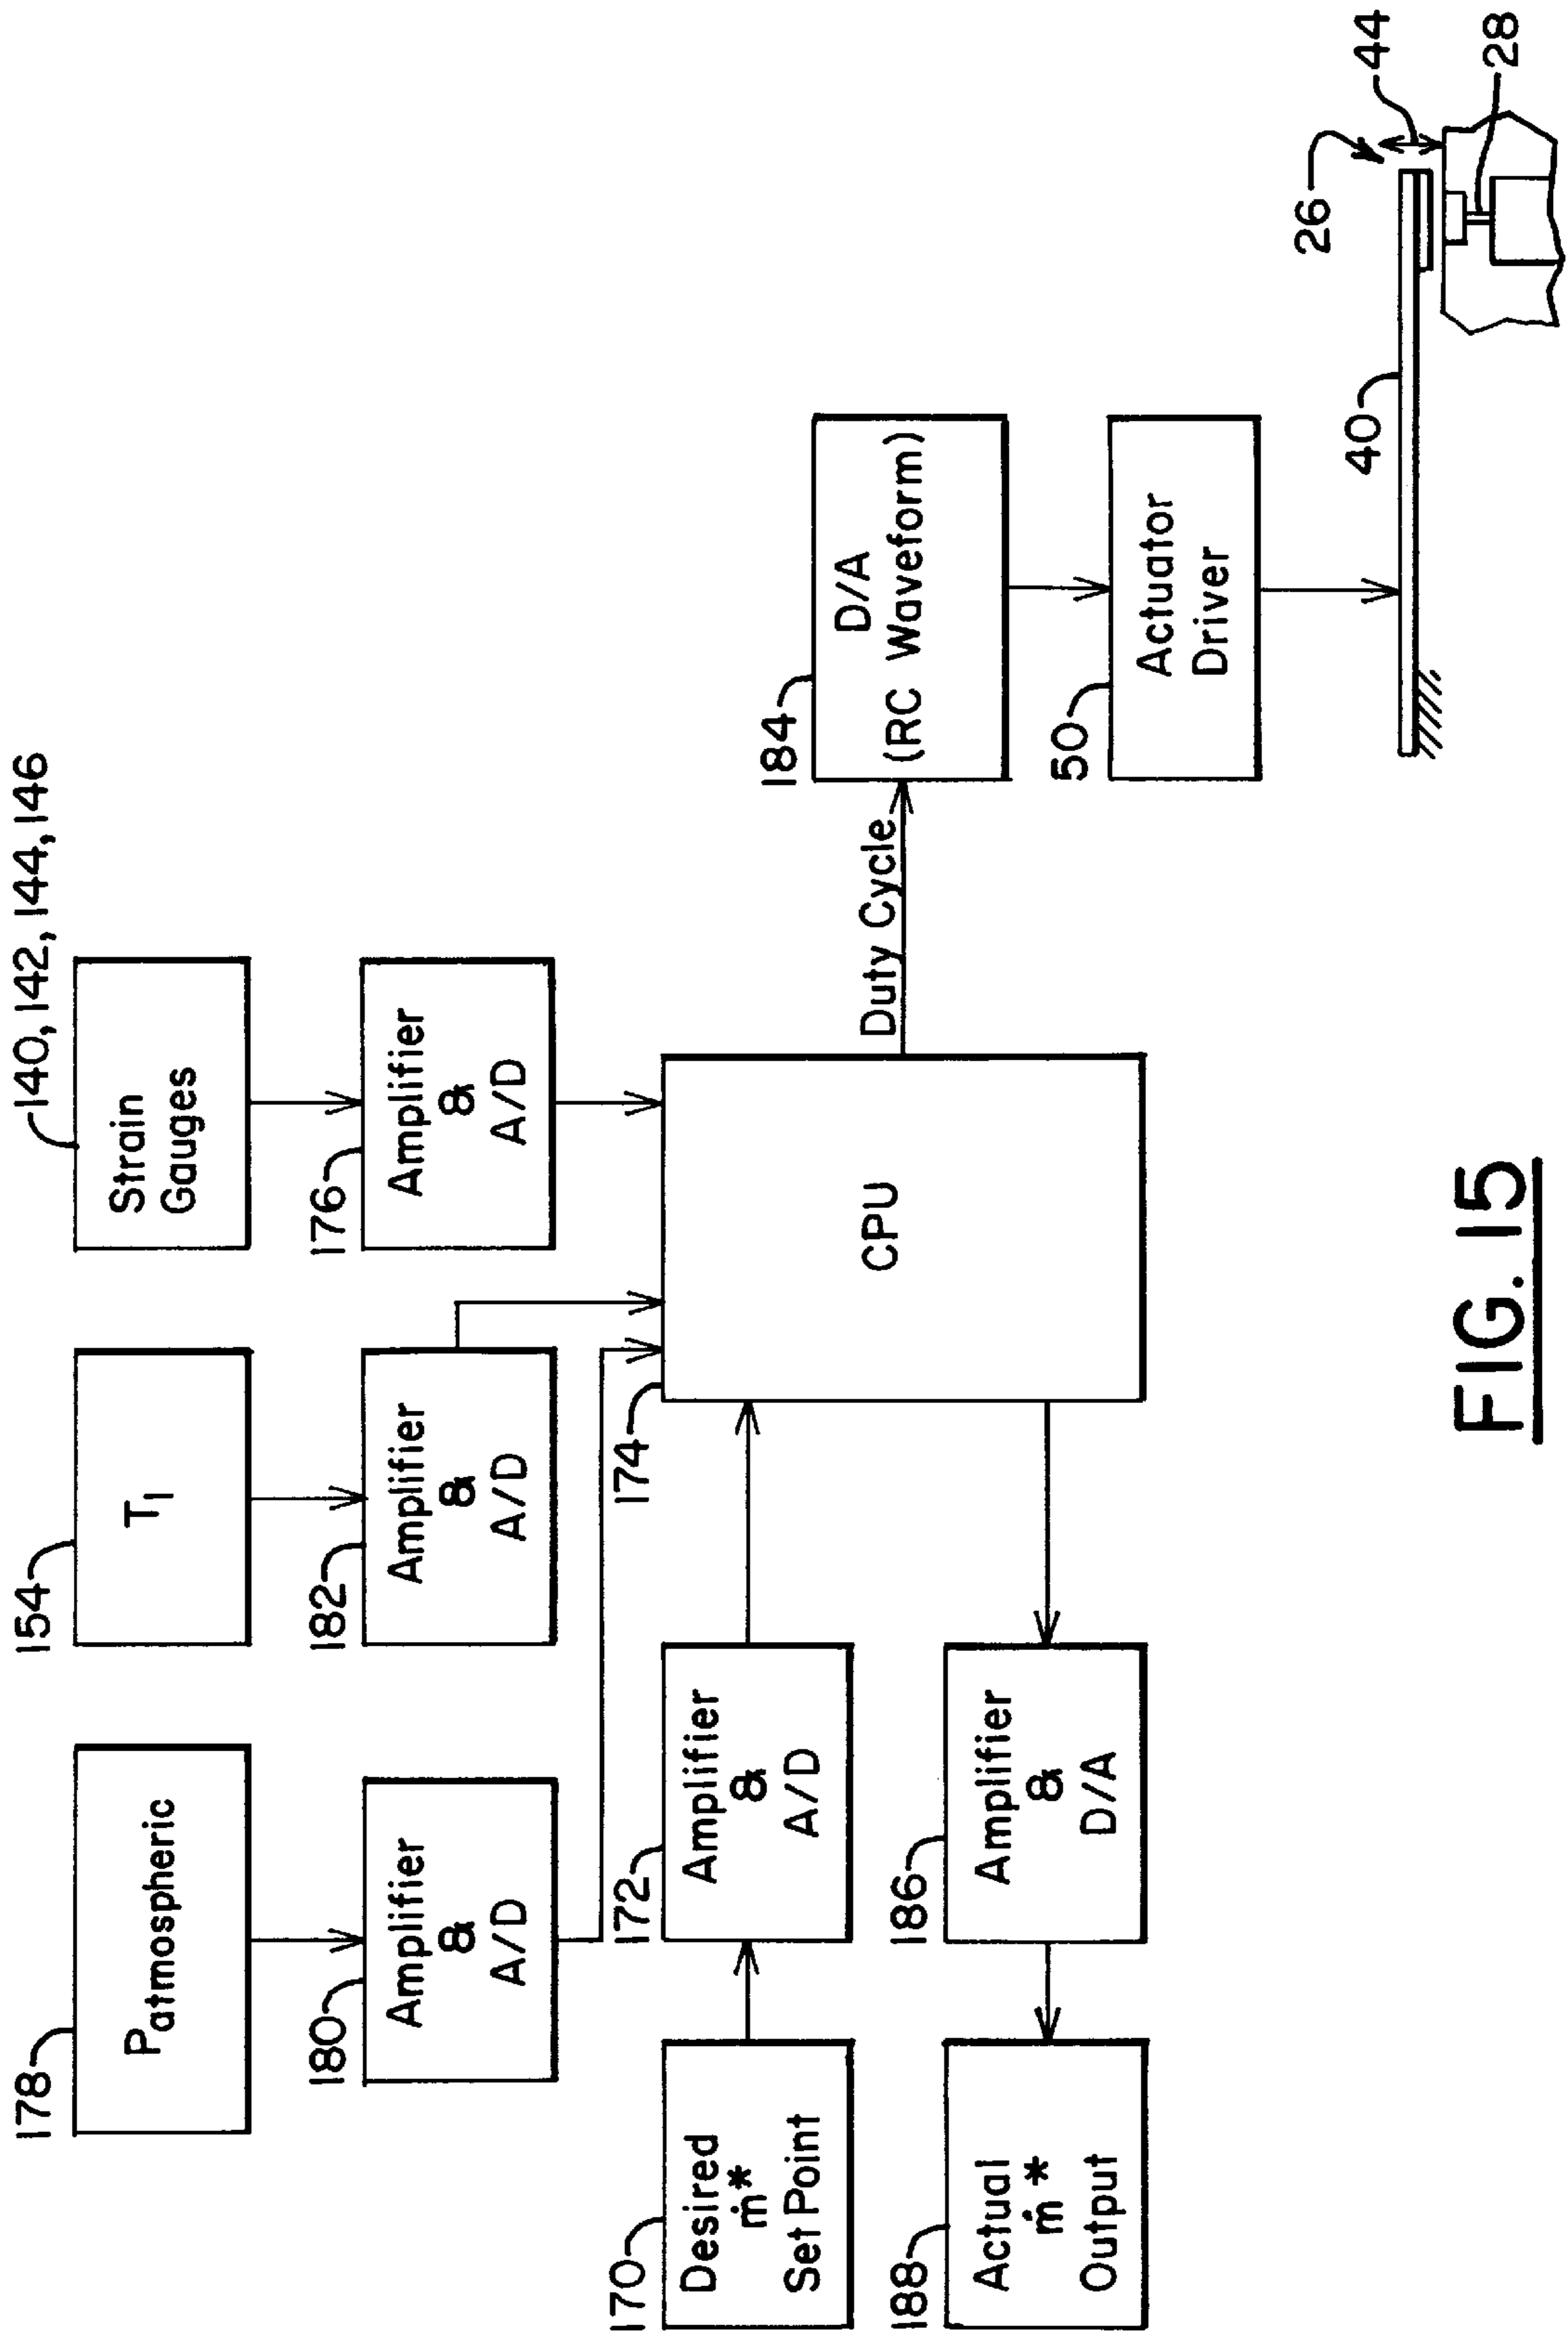 178
154
140, 142, 144, 146
Patmospheric
T1
Strain
Gauges
180
182
176
Amplifier
&
A/D
Amplifier
&
A/D
Amplifier
&
A/D
170
172
174
Desired
ṁ*
Set Point
Amplifier
&
A/D
CPU
Duty Cycle
184
D/A
(RC Waveform)
188
186
Actual
ṁ*
Output
Amplifier
&
D/A
50
Actuator
Driver
40
26
44
28
FIG. 15